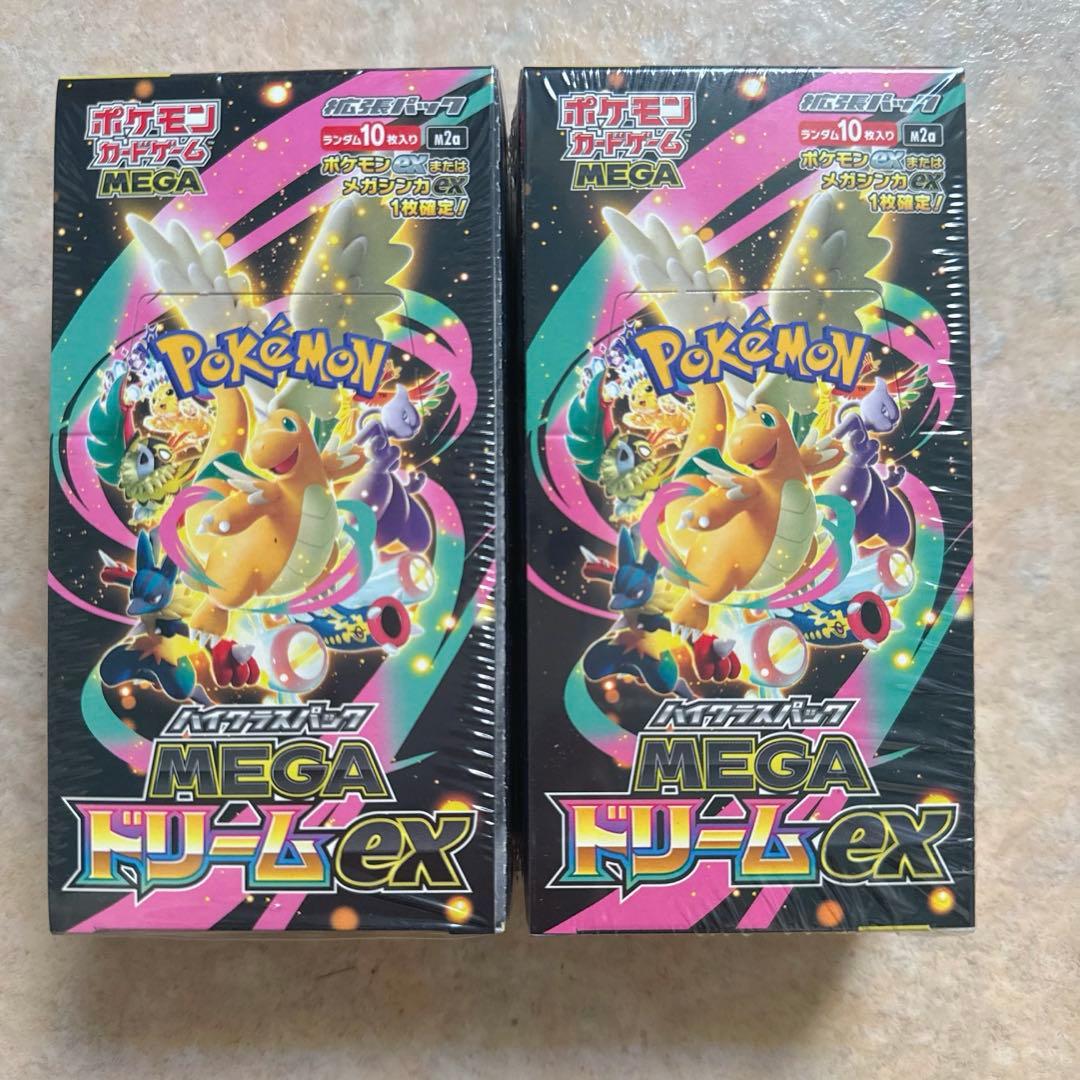 ポケモン
カードゲーム
MEGA
拡張パック
ランダム10枚入り M2a
ポケモンexまたは
メガシンカex
1枚確定!
POKéMON
TM
ハイクラスパック
MEGA
ドリームex
ポケモン
カードゲーム
MEGA
拡張パック
ランダム10枚入り M2a
ポケモンexまたは
メガシンカex
1枚確定!
POKéMON
TM
ハイクラスパック
MEGA
ドリームex